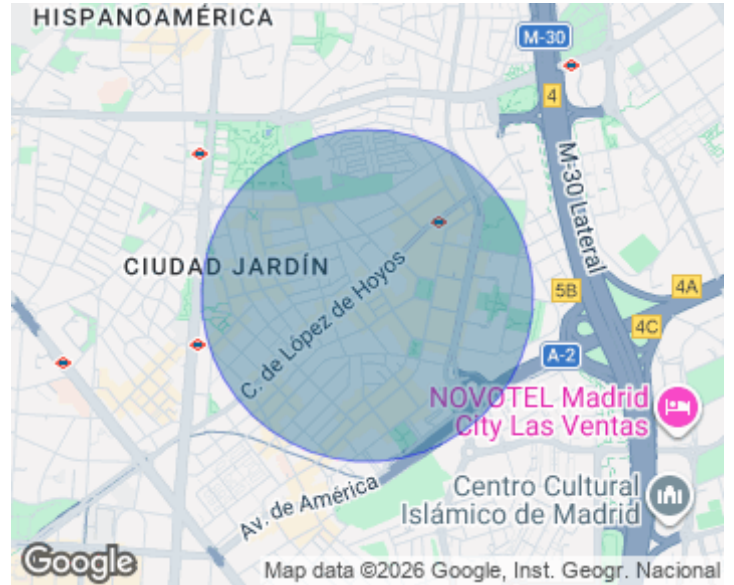 HISPANOAMÉRICA
M-30
4
M-30 Lateral
CIUDAD JARDÍN
C. de López de Hoyos
5B
4A
4C
A-2
NOVOTEL Madrid
City Las Ventas
Av. de América
Centro Cultural
Islámico de Madrid
Google
Map data ©2026 Google, Inst. Geogr. Nacional